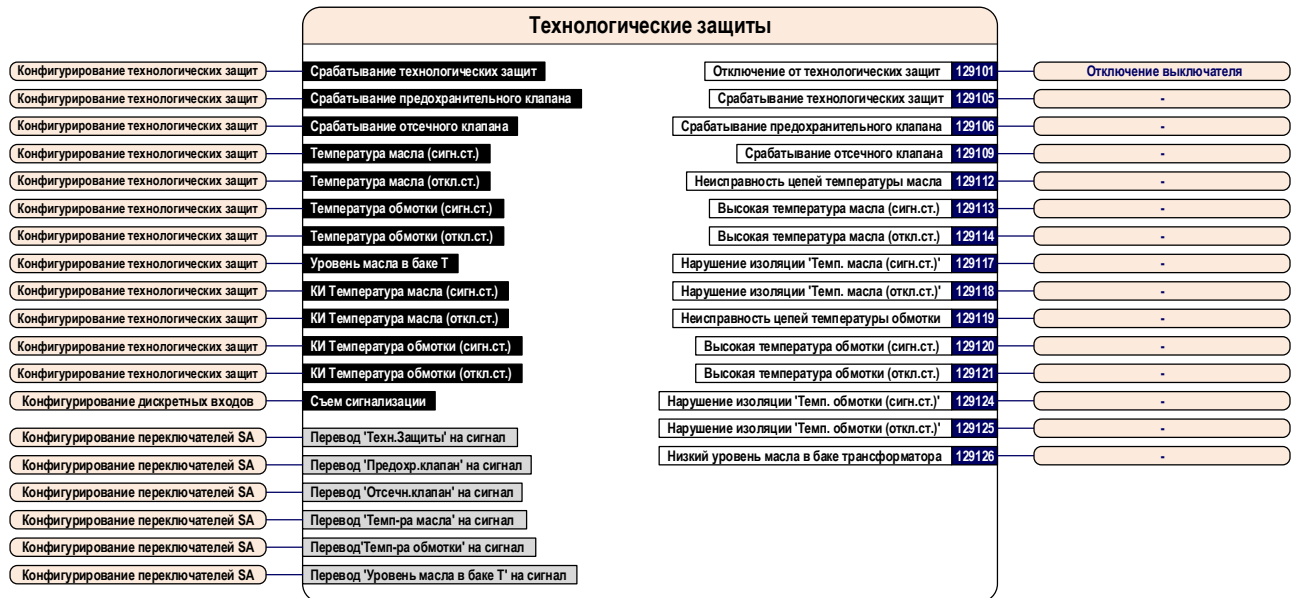 Технологические защиты
Конфигурирование технологических защит Срабатывание технологических защит Отключение от технологических защит 129101 Отключение выключателя
Конфигурирование технологических защит Срабатывание предохранительного клапана Срабатывание технологических защит 129105 -
Конфигурирование технологических защит Срабатывание отсечного клапана Срабатывание предохранительного клапана 129106 -
Конфигурирование технологических защит Температура масла (сигн.ст.) Срабатывание отсечного клапана 129109 -
Конфигурирование технологических защит Температура масла (откл.ст.) Неисправность цепей температуры масла 129112 -
Конфигурирование технологических защит Температура обмотки (сигн.ст.) Высокая температура масла (сигн.ст.) 129113 -
Конфигурирование технологических защит Температура обмотки (откл.ст.) Высокая температура масла (откл.ст.) 129114 -
Конфигурирование технологических защит Уровень масла в баке Т Нарушение изоляции 'Темп. масла (сигн.ст.)' 129117 -
Конфигурирование технологических защит КИ Температура масла (сигн.ст.) Нарушение изоляции 'Темп. масла (откл.ст.)' 129118 -
Конфигурирование технологических защит КИ Температура масла (откл.ст.) Неисправность цепей температуры обмотки 129119 -
Конфигурирование технологических защит КИ Температура обмотки (сигн.ст.) Высокая температура обмотки (сигн.ст.) 129120 -
Конфигурирование технологических защит КИ Температура обмотки (откл.ст.) Высокая температура обмотки (откл.ст.) 129121 -
Конфигурирование дискретных входов Съем сигнализации Нарушение изоляции 'Темп. обмотки (сигн.ст.)' 129124 -
Конфигурирование переключателей SA Перевод 'Техн.Защиты' на сигнал Нарушение изоляции 'Темп. обмотки (откл.ст.)' 129125 -
Конфигурирование переключателей SA Перевод 'Предохр.клапан' на сигнал Низкий уровень масла в баке трансформатора 129126 -
Конфигурирование переключателей SA Перевод 'Отсечн.клапан' на сигнал
Конфигурирование переключателей SA Перевод 'Темп-ра масла' на сигнал
Конфигурирование переключателей SA Перевод'Темп-ра обмотки' на сигнал
Конфигурирование переключателей SA Перевод 'Уровень масла в баке Т' на сигнал